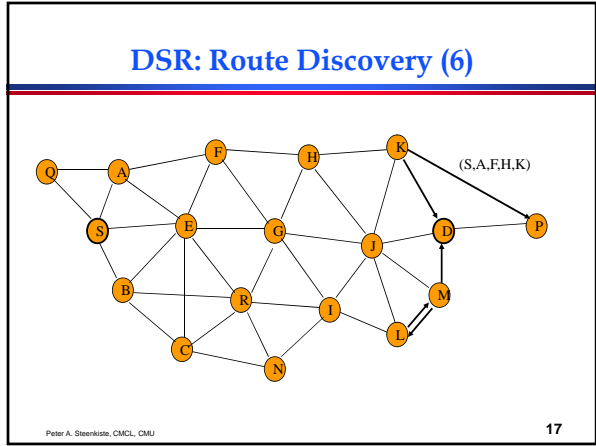 DSR: Route Discovery (6)
K
F
H
(S,A,F,H,K)
Q
A
P
E
S
G
D
J
M
B
R
I
L
C
N
Peter A. Steenkiste, CMCL, CMU
17